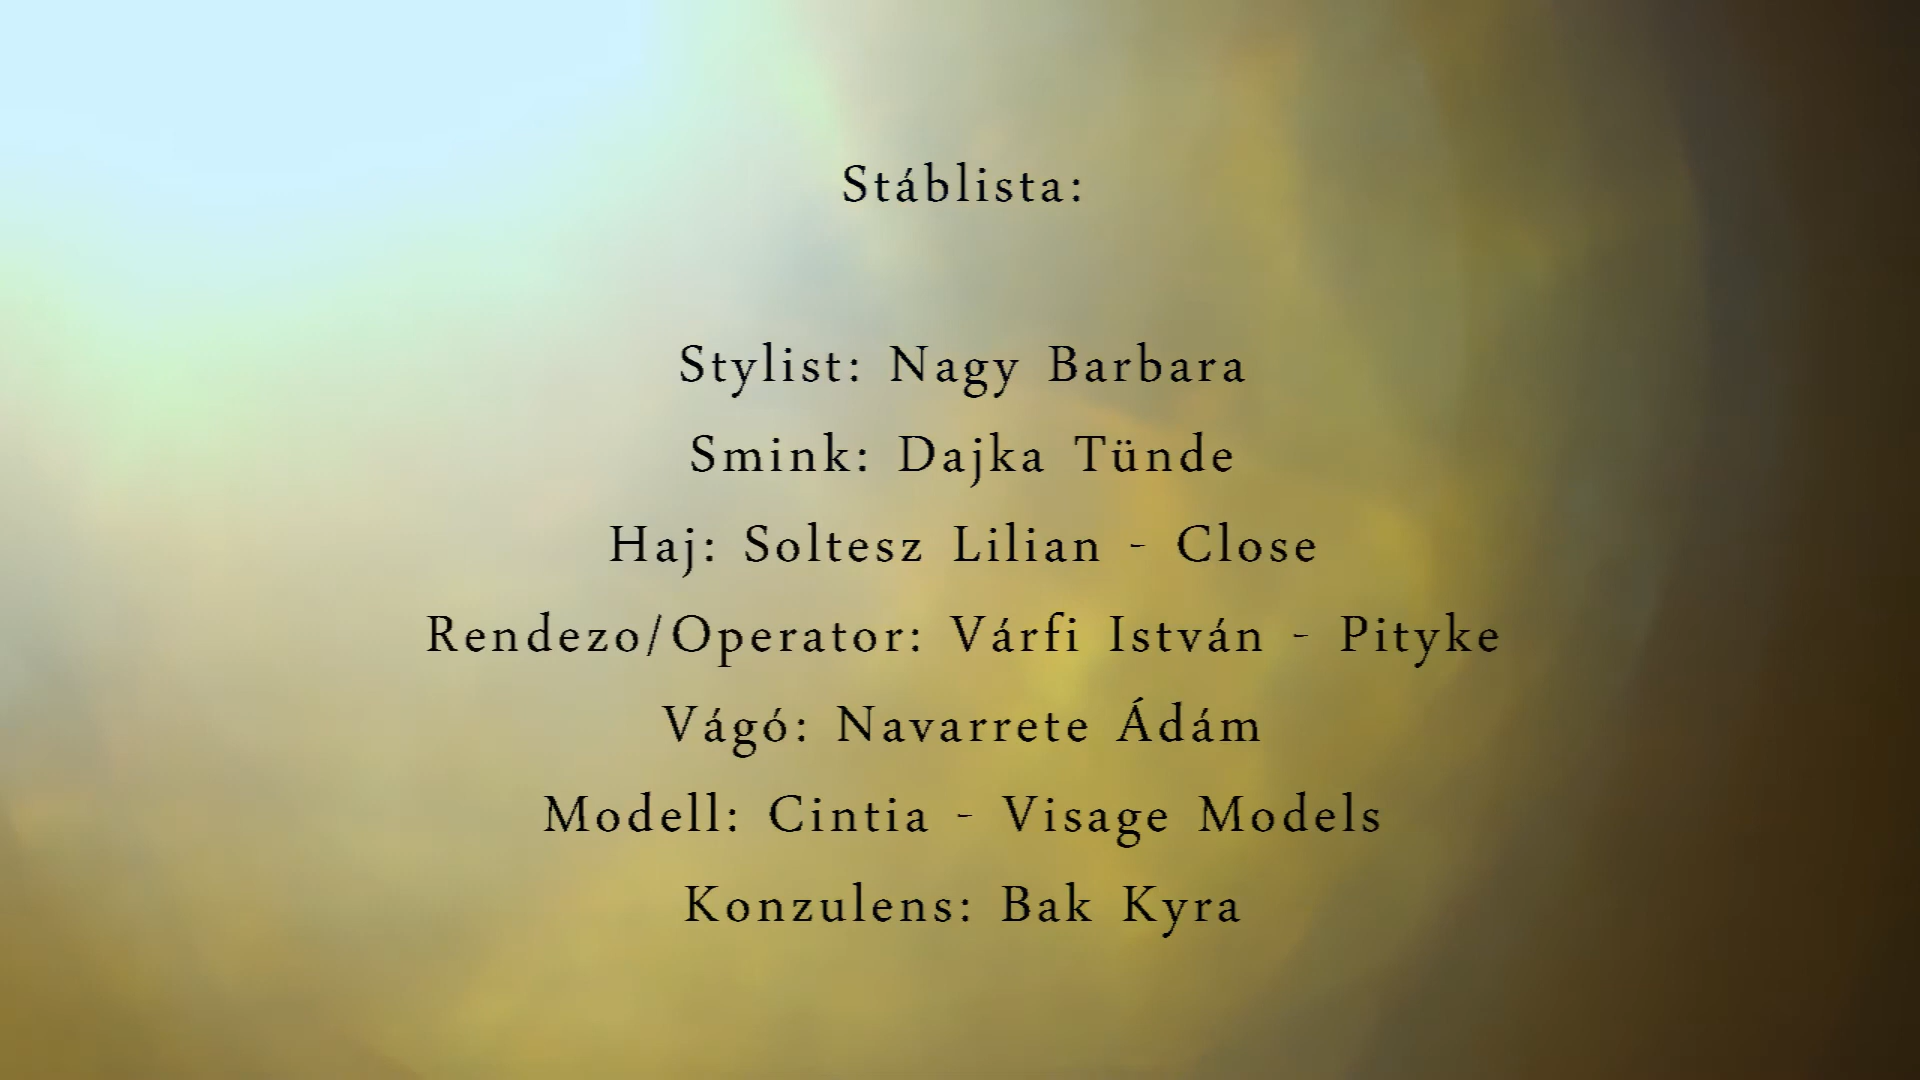 Stáblista:
Stylist: Nagy Barbara
Smink: Dajka Tünde
Haj: Soltesz Lilian - Close
Rendezo/Operator: Várfi István - Pityke
Vágó: Navarrete Ádám
Modell: Cintia - Visage Models
Konzulens: Bak Kyra